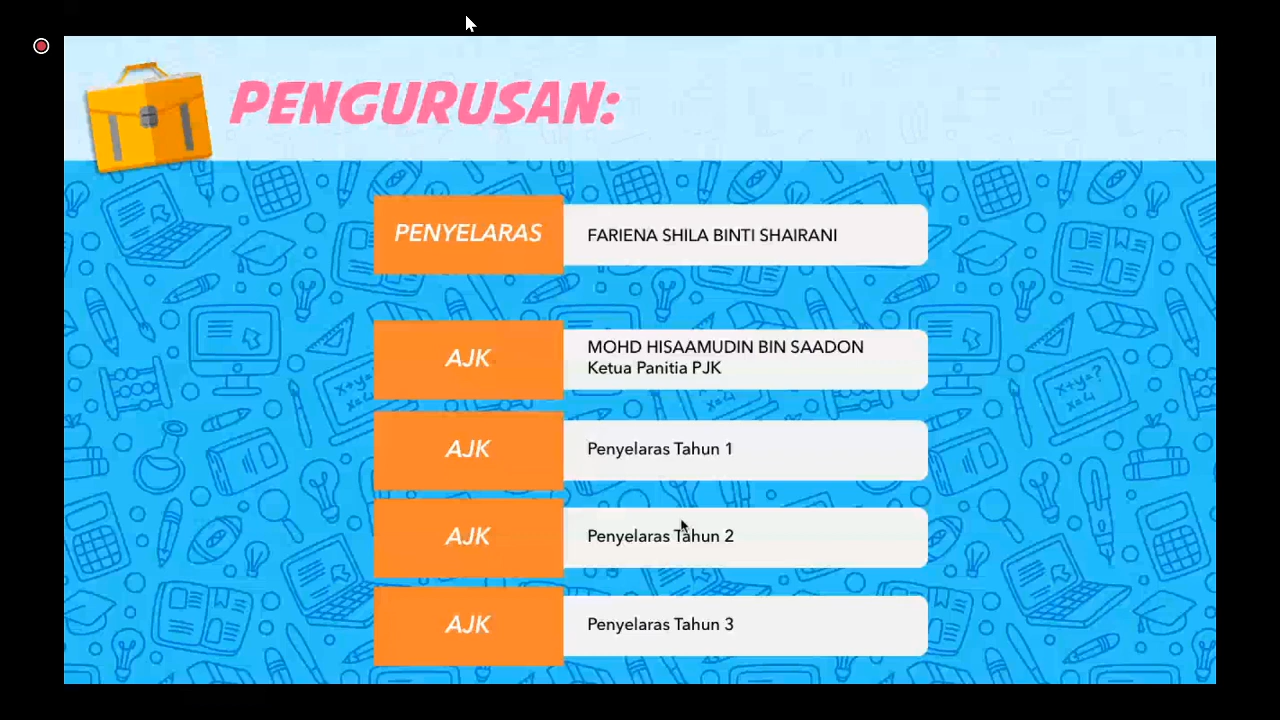 PENGURUSAN:
PENYELARAS
FARIENA SHILA BINTI SHAIRANI
AJK
MOHD HISAAMUDIN BIN SAADON
Ketua Panitia PJK
AJK
Penyelaras Tahun 1
AJK
Penyelaras Tahun 2
AJK
Penyelaras Tahun 3